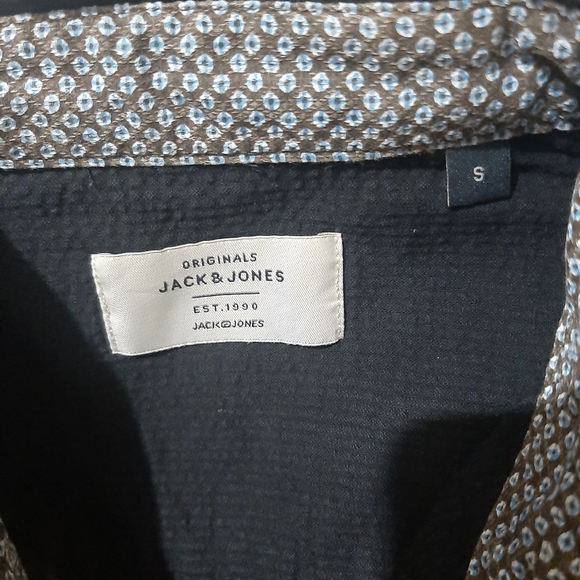 S
ORIGINALS
JACK & JONES
EST. 1990
JACK JONES